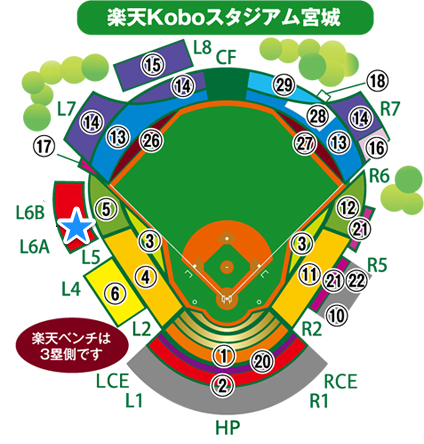 楽天Koboスタジアム宮城
L8
CF
⑮
⑭
㉙
⑱
L7
R7
⑭
⑬
㉖
㉗
㉘
⑬
⑭
⑯
⑰
R6
L6B
L6A
⑤
⑫
㉑
L5
③
③
④
⑪
R5
L4
⑥
㉑
㉒
⑩
L2
R2
楽天ベンチは
3塁側です
①
⑳
②
LCE
RCE
L1
R1
HP